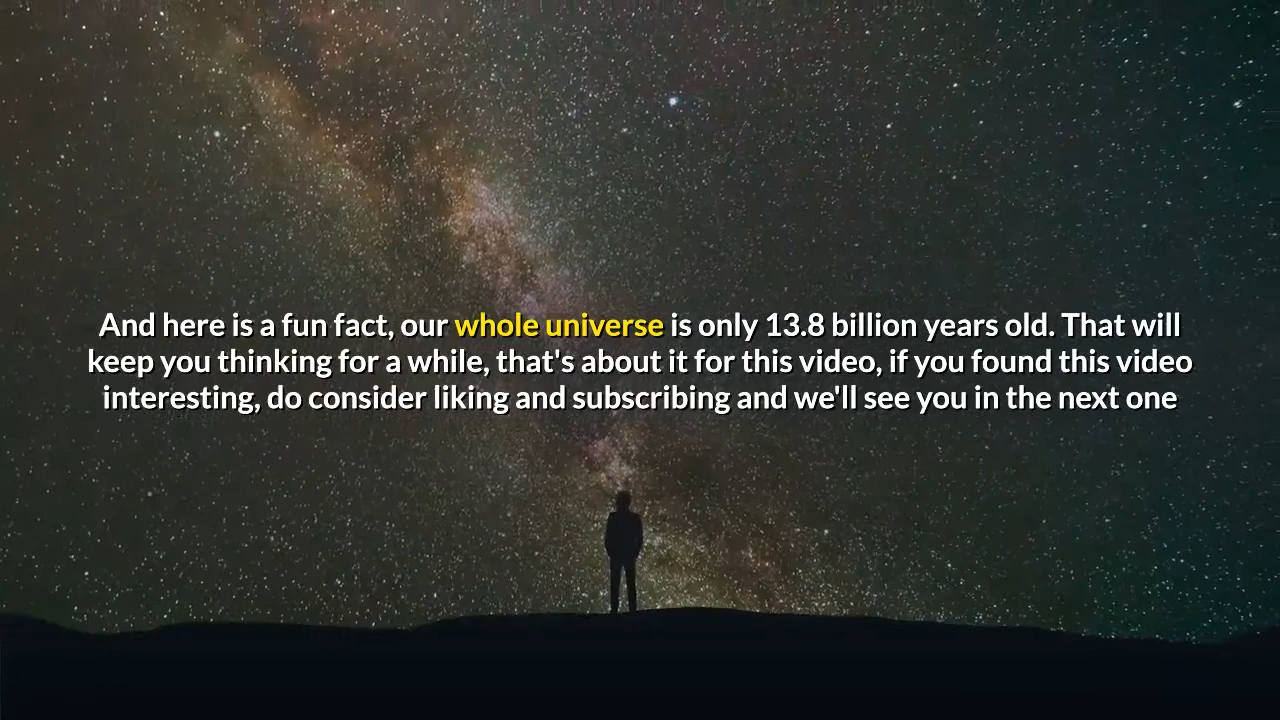 And here is a fun fact, our whole universe is only 13.8 billion years old. That will
keep you thinking for a while, that's about it for this video, if you found this video
interesting, do consider liking and subscribing and we'll see you in the next one